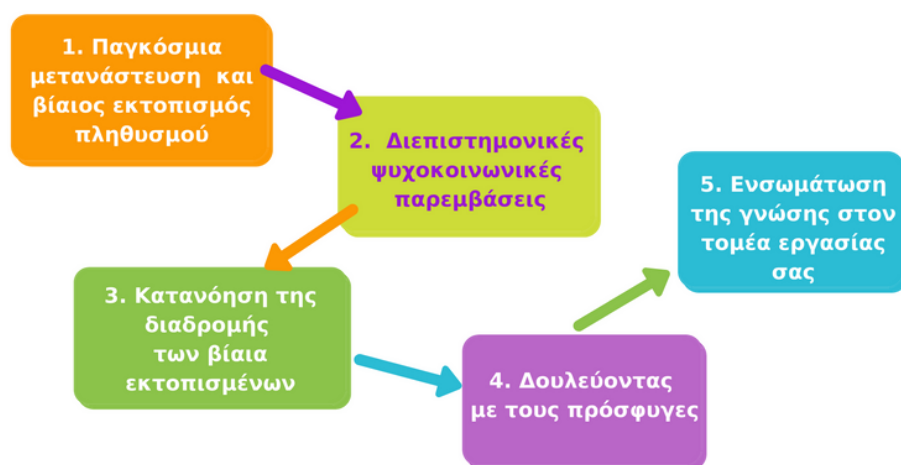 1. Παγκόσμια
μετανάστευση και
βίαιος εκτοπισμός
πληθυσμού
2. Διεπιστημονικές
ψυχοκοινωνικές
παρεμβάσεις
3. Κατανόηση της
διαδρομής
των βίαια
εκτοπισμένων
4. Δουλεύοντας
με τους πρόσφυγες
5. Ενσωμάτωση
της γνώσης στον
τομέα εργασίας
σας